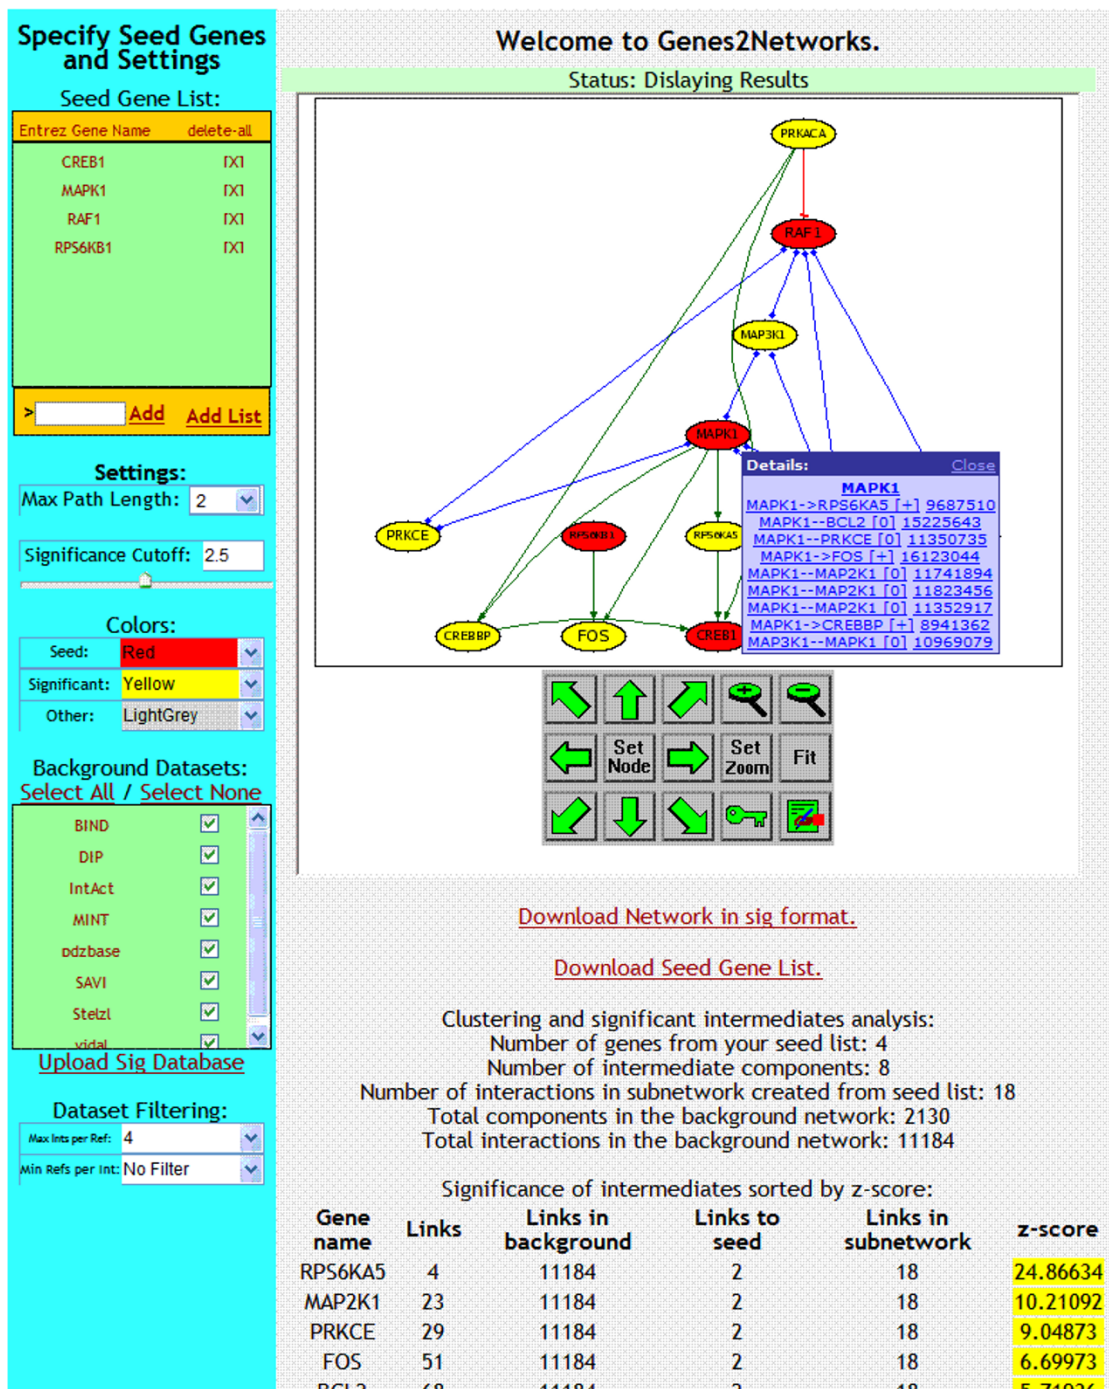 Specify Seed Genes
and Settings
Seed Gene List:
Entrez Gene Name delete-all
CREB1 [X]
MAPK1 [X]
RAF1 [X]
RPS6KB1 [X]
> Add Add List
Settings:
Max Path Length: 2
Significance Cutoff: 2.5
Colors:
Seed: Red
Significant: Yellow
Other: LightGrey
Background Datasets:
Select All / Select None
BIND
DIP
IntAct
MINT
pdzbase
SAVI
Stelzl
vidal
Upload Sig Database
Dataset Filtering:
Max Ints per Ref: 4
Min Refs per Int: No Filter
Welcome to Genes2Networks.
Status: Dislaying Results
PRKACA
RAF1
MAP3K1
MAPK1
PRKCE
RPS6KB1
RPS6KA5
CREBBP
FOS
CREB1
Details: Close
MAPK1
MAPK1->RPS6KA5 [+] 9687510
MAPK1--BCL2 [0] 15225643
MAPK1--PRKCE [0] 11350735
MAPK1->FOS [+] 16123044
MAPK1--MAP2K1 [0] 11741894
MAPK1--MAP2K1 [0] 11823456
MAPK1--MAP2K1 [0] 11352917
MAPK1->CREBBP [+] 8941362
MAP3K1--MAPK1 [0] 10969079
Set
Node
Set
Zoom
Fit
Download Network in sig format.
Download Seed Gene List.
Clustering and significant intermediates analysis:
Number of genes from your seed list: 4
Number of intermediate components: 8
Number of interactions in subnetwork created from seed list: 18
Total components in the background network: 2130
Total interactions in the background network: 11184
Significance of intermediates sorted by z-score:
Gene name Links Links in background Links to seed Links in subnetwork z-score
RPS6KA5 4 11184 2 18 24.86634
MAP2K1 23 11184 2 18 10.21092
PRKCE 29 11184 2 18 9.04873
FOS 51 11184 2 18 6.69973
BCL2 68 11184 2 18